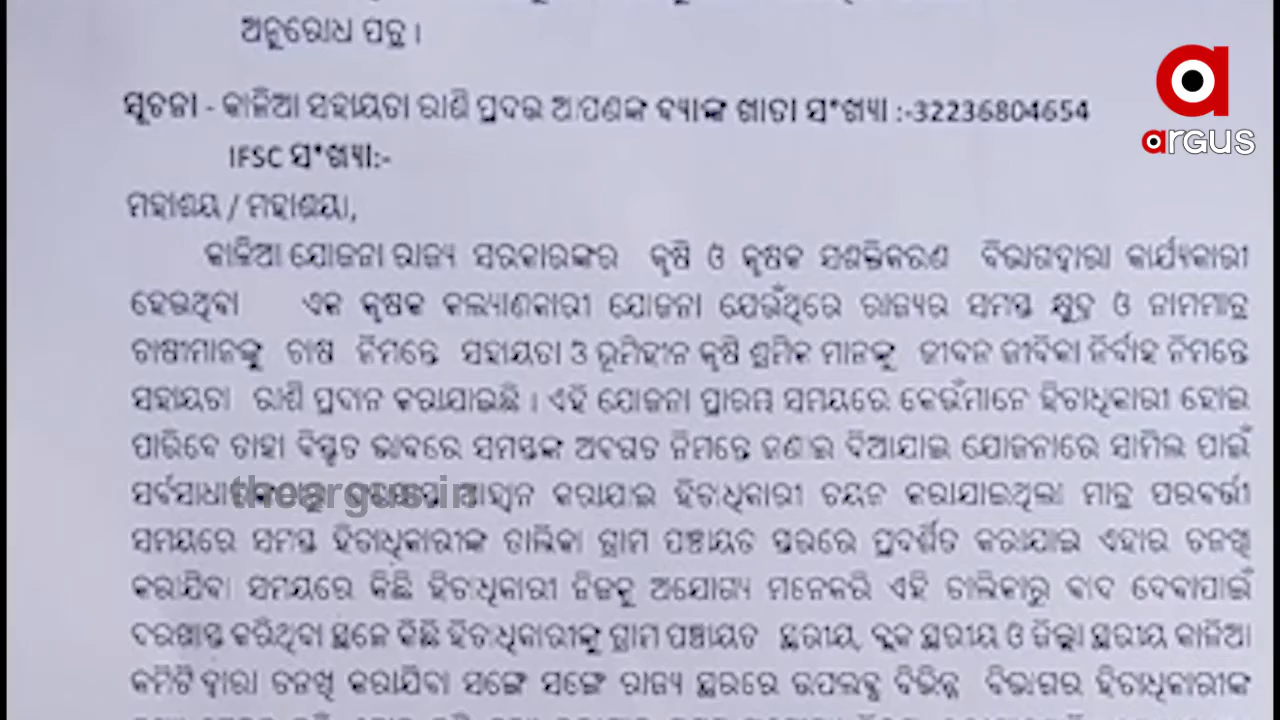 ଅନୁରୋଧ ପତ୍ର ।
ସୂଚନା - କାଳିଆ ସହାୟତା ରାଶି ପ୍ରଦତ୍ତ ଆପଣଙ୍କ ବ୍ୟାଙ୍କ ଖାତା ସଂଖ୍ୟା :-32236804654
IFSC ସଂଖ୍ୟା:-
ମହାଶୟ / ମହାଶୟା,
କାଳିଆ ଯୋଜନା ରାଜ୍ୟ ସରକାରଙ୍କର କୃଷି ଓ କୃଷକ ସଶକ୍ତିକରଣ ବିଭାଗଦ୍ୱାରା କାର୍ଯ୍ୟକାରୀ
ହେଉଥିବା ଏକ କୃଷକ କଲ୍ୟାଣକାରୀ ଯୋଜନା ଯେଉଁଥିରେ ରାଜ୍ୟର ସମସ୍ତ କ୍ଷୁଦ୍ର ଓ ନାମମାତ୍ର
ଚାଷୀମାନଙ୍କୁ ଚାଷ ନିମନ୍ତେ ସହାୟତା ଓ ଭୂମିହୀନ କୃଷି ଶ୍ରମିକ ମାନଙ୍କୁ ଜୀବନ ଜୀବିକା ନିର୍ବାହ ନିମନ୍ତେ
ସହାୟତା ରାଶି ପ୍ରଦାନ କରାଯାଇଛି । ଏହି ଯୋଜନା ପ୍ରାରମ୍ଭ ସମୟରେ କେଉଁମାନେ ହିତାଧିକାରୀ ହୋଇ
ପାରିବେ ତାହା ବିସ୍ତୃତ ଭାବରେ ସମସ୍ତଙ୍କ ଅବଗତ ନିମନ୍ତେ ଜଣାଇ ଦିଆଯାଇ ଯୋଜନାରେ ସାମିଲ ପାଇଁ
ଆହ୍ୱାନ କରାଯାଇ ହିତାଧିକାରୀ ଚୟନ କରାଯାଇଥିଲା ମାତ୍ର ପରବର୍ତ୍ତୀ
ସମୟରେ ସମସ୍ତ ହିତାଧିକାରୀଙ୍କ ତାଲିକା ଗ୍ରାମ ପଞ୍ଚାୟତ ସ୍ତରରେ ପ୍ରଦର୍ଶିତ କରାଯାଇ ଏହାର ତନଖି
କରାଯିବା ସମୟରେ କିଛି ହିତାଧିକାରୀ ନିଜକୁ ଅଯୋଗ୍ୟ ମନେକରି ଏହି ତାଲିକାରୁ ବାଦ ଦେବାପାଇଁ
ଦରଖାସ୍ତ କରିଥିବା ସ୍ଥଳେ କିଛି ହିତାଧିକାରୀଙ୍କୁ ଗ୍ରାମ ପଞ୍ଚାୟତ ସ୍ତରୀୟ, ବ୍ଲକ ସ୍ତରୀୟ ଓ ଜିଲ୍ଲା ସ୍ତରୀୟ କାଳିଆ
କମିଟି ଦ୍ୱାରା ତନଖି କରାଯିବା ସଙ୍ଗେ ସଙ୍ଗେ ରାଜ୍ୟ ସ୍ତରରେ ଉପଲବ୍ଧ ବିଭିନ୍ନ ବିଭାଗର ହିତାଧିକାରୀଙ୍କ
theargus.in
argus